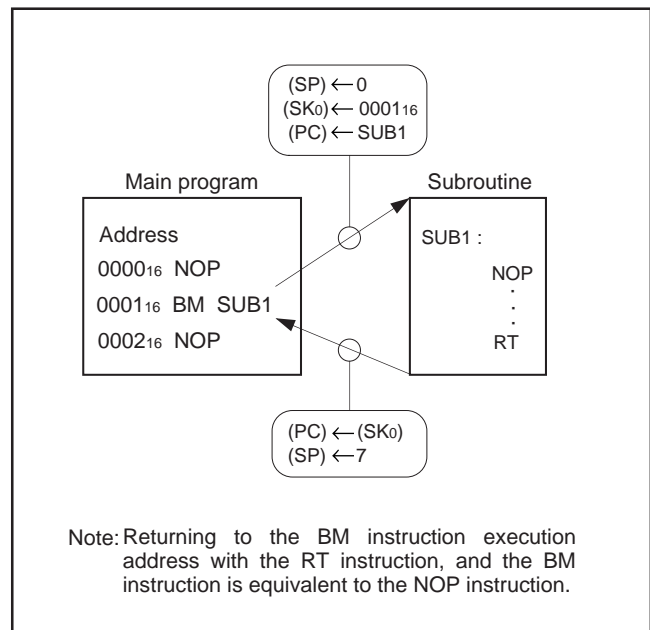 (SP) ← 0
(SK₀) ← 0001₁₆
(PC) ← SUB1
Main program
Subroutine
Address
0000₁₆ NOP
0001₁₆ BM SUB1
0002₁₆ NOP
SUB1 :
NOP
·
·
·
RT
(PC) ← (SK₀)
(SP) ← 7
Note: Returning to the BM instruction execution
address with the RT instruction, and the BM
instruction is equivalent to the NOP instruction.